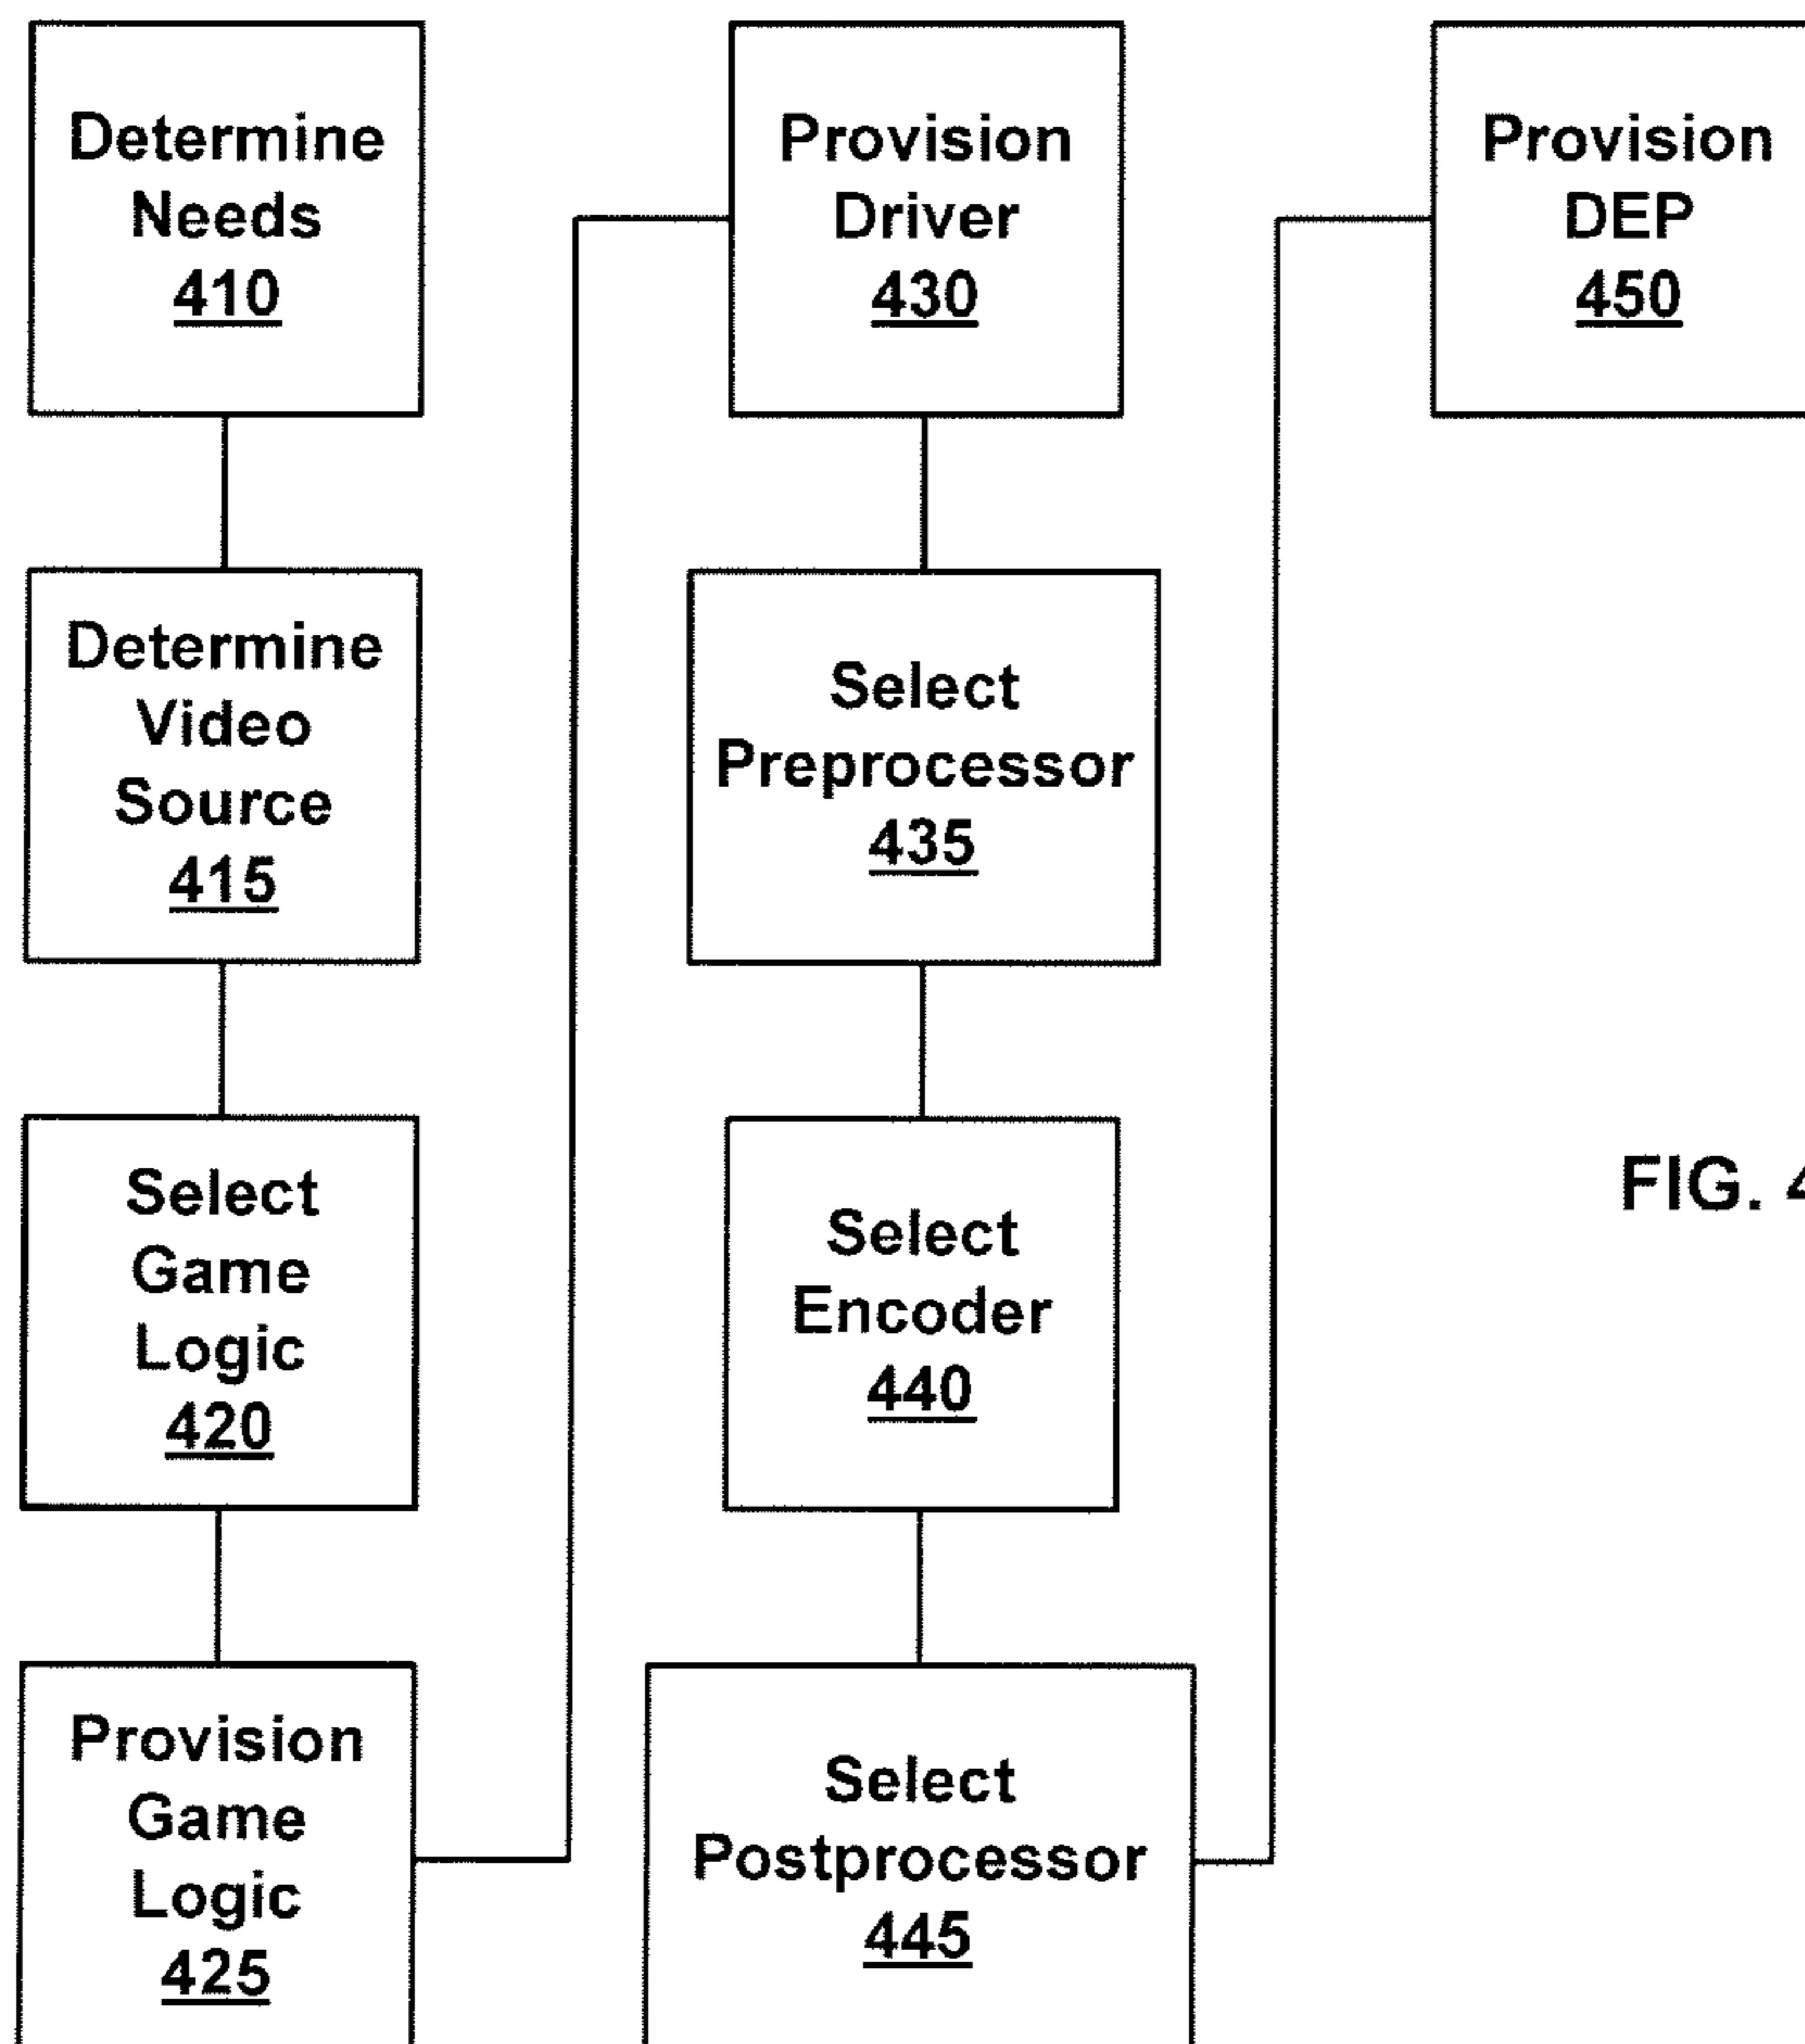 Determine
Needs
410
Determine
Video
Source
415
Select
Game
Logic
420
Provision
Game
Logic
425
Provision
Driver
430
Select
Preprocessor
435
Select
Encoder
440
Select
Postprocessor
445
Provision
DEP
450
FIG. 4